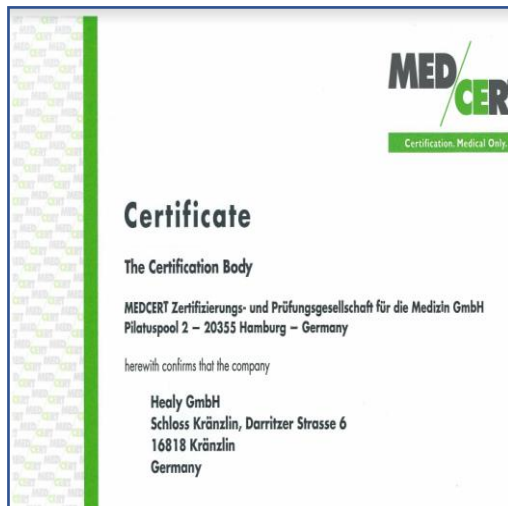 MED
CER
Certification. Medical Only.
Certificate
The Certification Body
MEDCERT Zertifizierungs- und Prüfungsgesellschaft für die Medizin GmbH
Pilatuspool 2 – 20355 Hamburg – Germany
herewith confirms that the company
Healy GmbH
Schloss Kränzlin, Darritzer Strasse 6
16818 Kränzlin
Germany